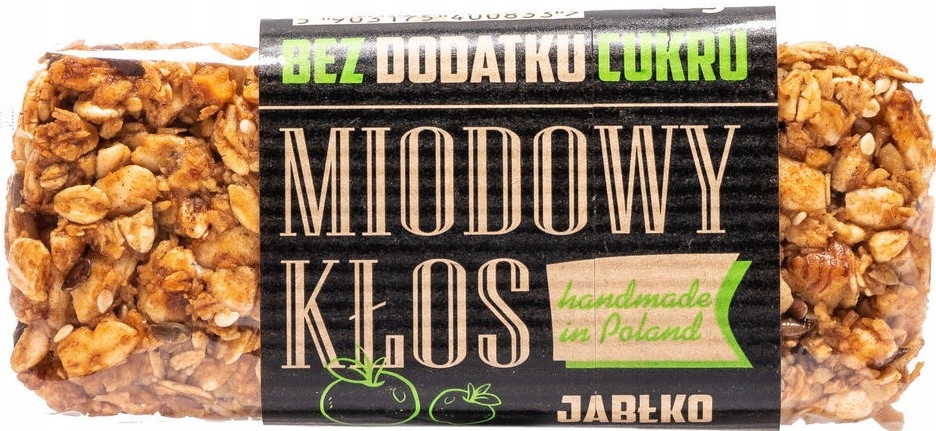 BEZ DODATKU CUKRU
MIODOWY
KŁOS
handmade
in Poland
JABŁKO